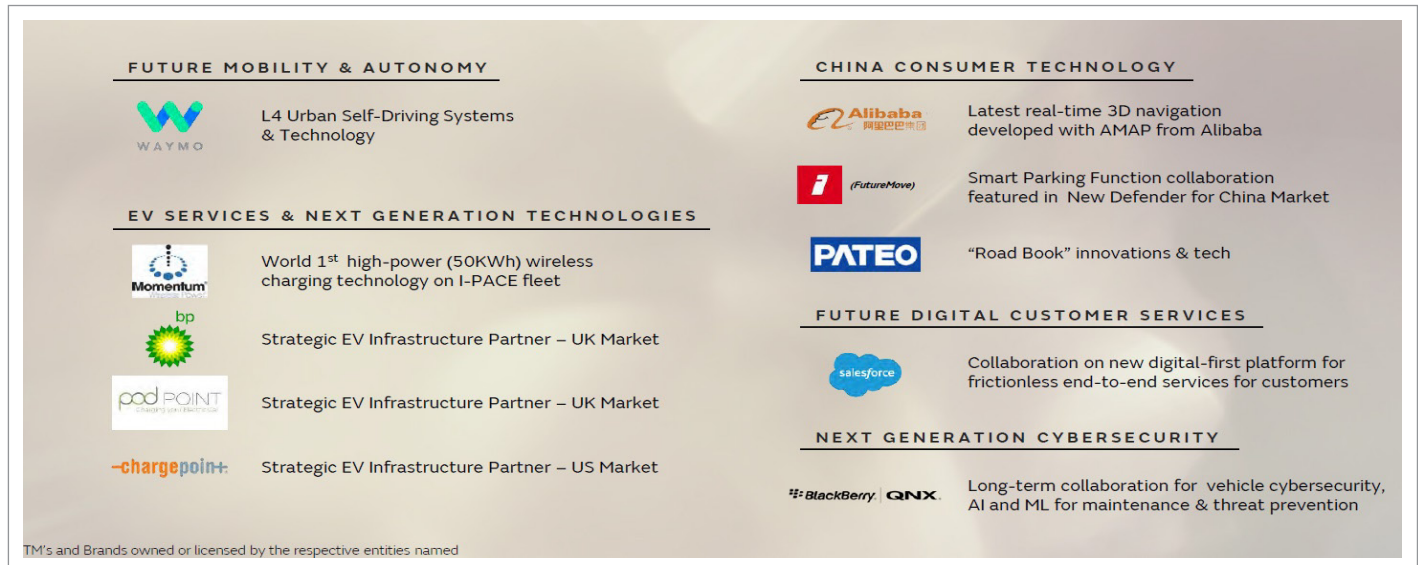 FUTURE MOBILITY & AUTONOMY
WAYMO
L4 Urban Self-Driving Systems
& Technology
EV SERVICES & NEXT GENERATION TECHNOLOGIES
Momentum
World 1st high-power (50KWh) wireless
charging technology on I-PACE fleet
bp
Strategic EV Infrastructure Partner – UK Market
pod POINT
Strategic EV Infrastructure Partner – UK Market
-chargepoin+.
Strategic EV Infrastructure Partner – US Market
CHINA CONSUMER TECHNOLOGY
Alibaba
阿里巴巴集团
Latest real-time 3D navigation
developed with AMAP from Alibaba
(FutureMove)
Smart Parking Function collaboration
featured in New Defender for China Market
PATEO
“Road Book” innovations & tech
FUTURE DIGITAL CUSTOMER SERVICES
salesforce
Collaboration on new digital-first platform for
frictionless end-to-end services for customers
NEXT GENERATION CYBERSECURITY
BlackBerry. QNX.
Long-term collaboration for vehicle cybersecurity,
AI and ML for maintenance & threat prevention
TM's and Brands owned or licensed by the respective entities named